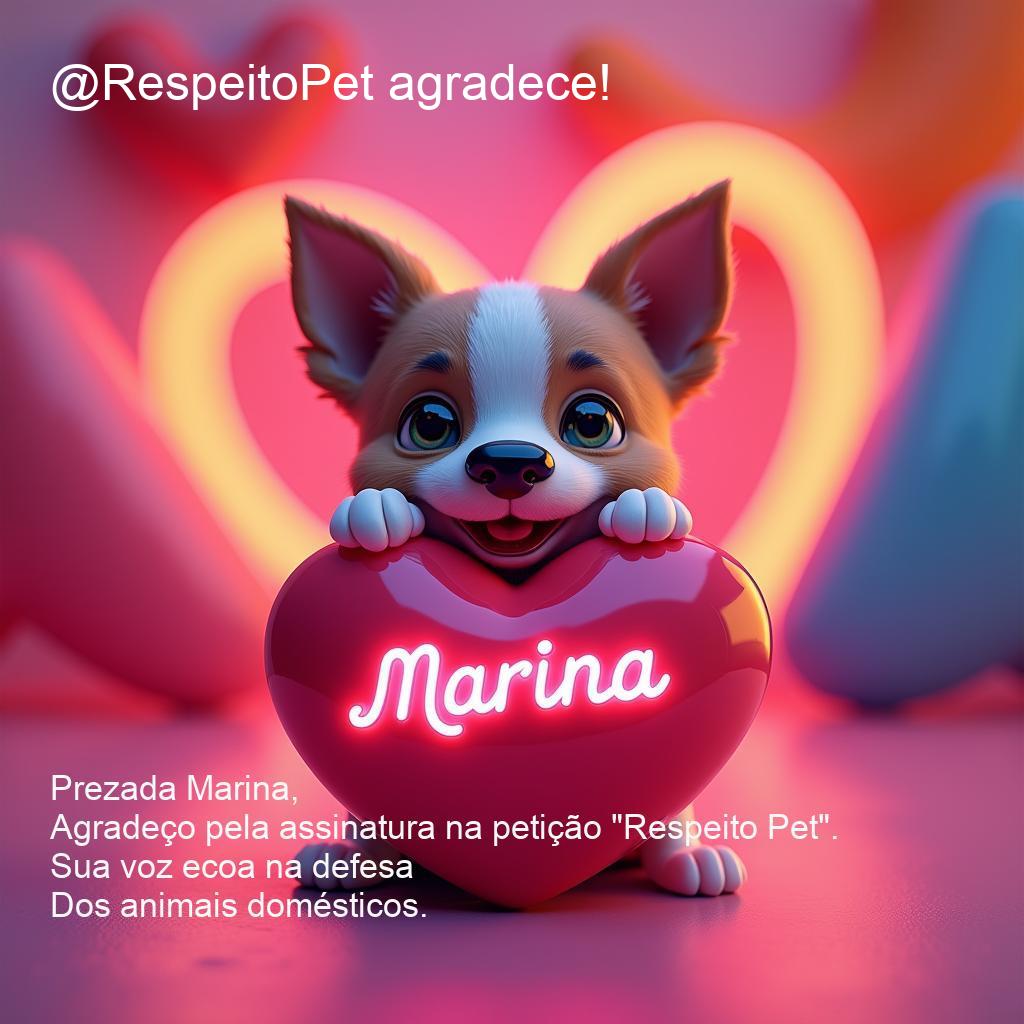 @RespeitoPet agradece!
Marina
Prezada Marina,
Agradeço pela assinatura na petição "Respeito Pet".
Sua voz ecoa na defesa
Dos animais domésticos.